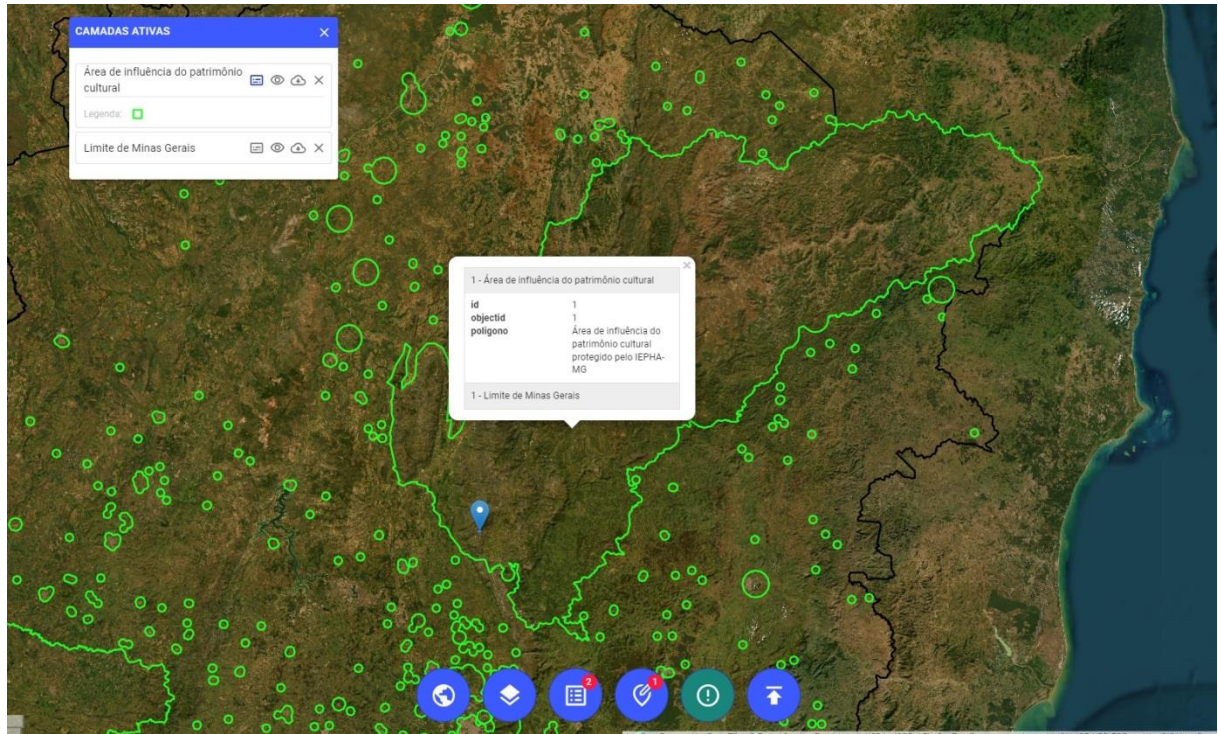 CAMADAS ATIVAS
Área de influência do patrimônio
cultural
Legenda:
Limite de Minas Gerais
1 - Área de influência do patrimônio cultural
id 1
objectid 1
poligono Área de influência do
patrimônio cultural
protegido pelo IEPHA-
MG
1 - Limite de Minas Gerais
2
1